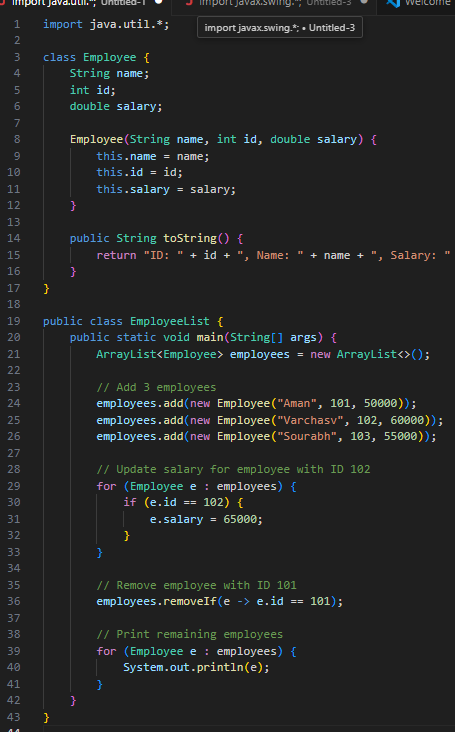 import java.util.*; Untitled-1 import javax.swing.*; Untitled-3 Welcome
import javax.swing.*; • Untitled-3
1 import java.util.*;
2
3 class Employee {
4     String name;
5     int id;
6     double salary;
7
8     Employee(String name, int id, double salary) {
9         this.name = name;
10         this.id = id;
11         this.salary = salary;
12     }
13
14     public String toString() {
15         return "ID: " + id + ", Name: " + name + ", Salary: "
16     }
17 }
18
19 public class EmployeeList {
20     public static void main(String[] args) {
21         ArrayList<Employee> employees = new ArrayList<>();
22
23         // Add 3 employees
24         employees.add(new Employee("Aman", 101, 50000));
25         employees.add(new Employee("Varchasv", 102, 60000));
26         employees.add(new Employee("Sourabh", 103, 55000));
27
28         // Update salary for employee with ID 102
29         for (Employee e : employees) {
30             if (e.id == 102) {
31                 e.salary = 65000;
32             }
33         }
34
35         // Remove employee with ID 101
36         employees.removeIf(e -> e.id == 101);
37
38         // Print remaining employees
39         for (Employee e : employees) {
40             System.out.println(e);
41         }
42     }
43 }
44